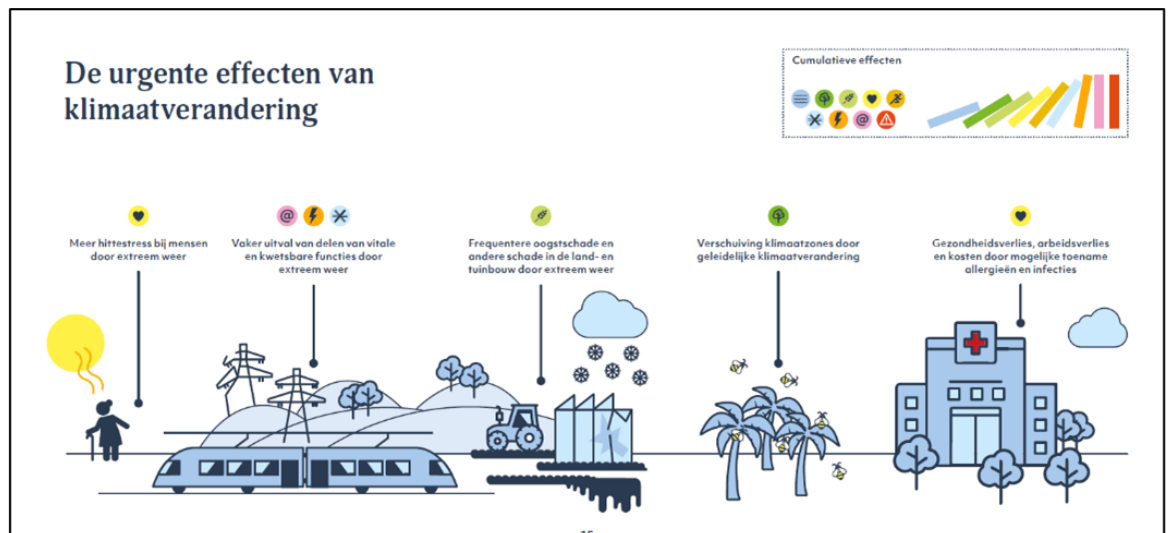 De urgente effecten van
klimaatverandering
Cumulatieve effecten
@
@
Meer hittestress bij mensen
door extreem weer
Vaker uitval van delen van vitale
en kwetsbare functies door
extreem weer
Frequentere oogstschade en
andere schade in de land- en
tuinbouw door extreem weer
Verschuiving klimaatzones door
geleidelijke klimaatverandering
Gezondheidsverlies, arbeidsverlies
en kosten door mogelijke toename
allergieën en infecties